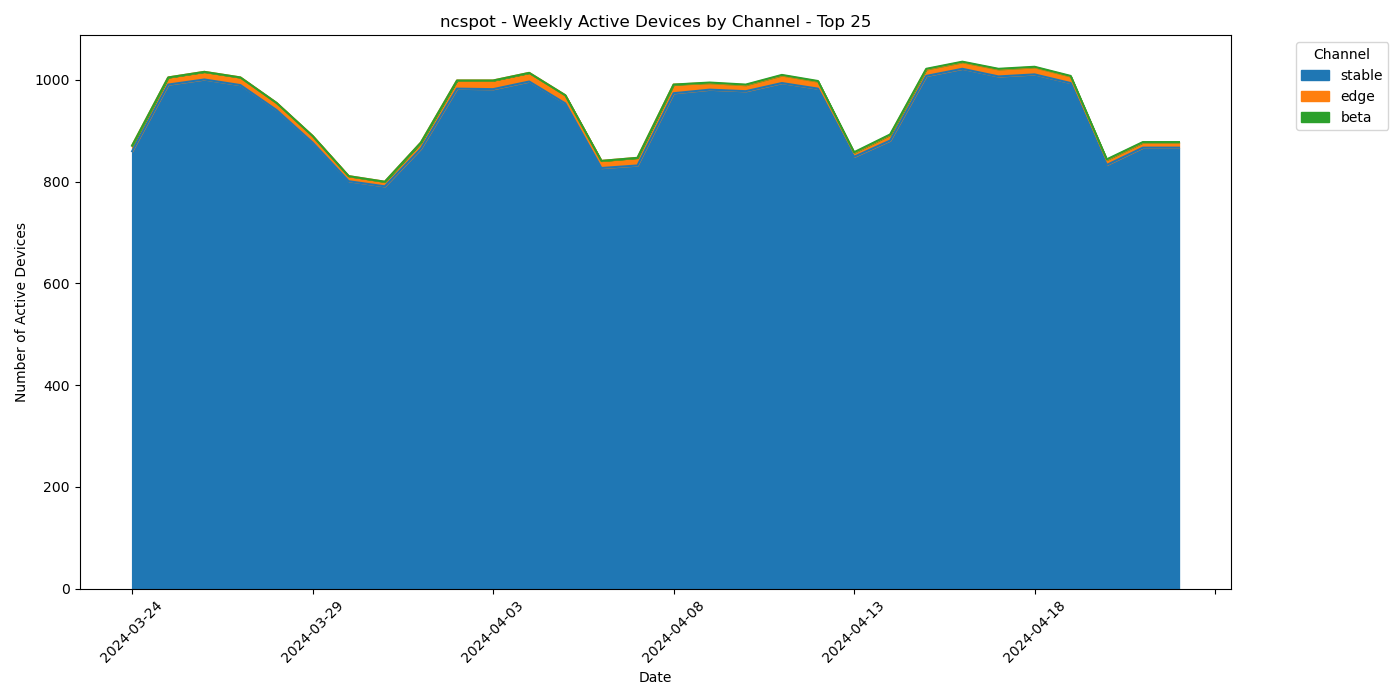 ncspot - Weekly Active Devices by Channel - Top 25
Channel
stable
edge
beta
Number of Active Devices
1000
800
600
400
200
0
2024-03-24
2024-03-29
2024-04-03
2024-04-08
2024-04-13
2024-04-18
Date